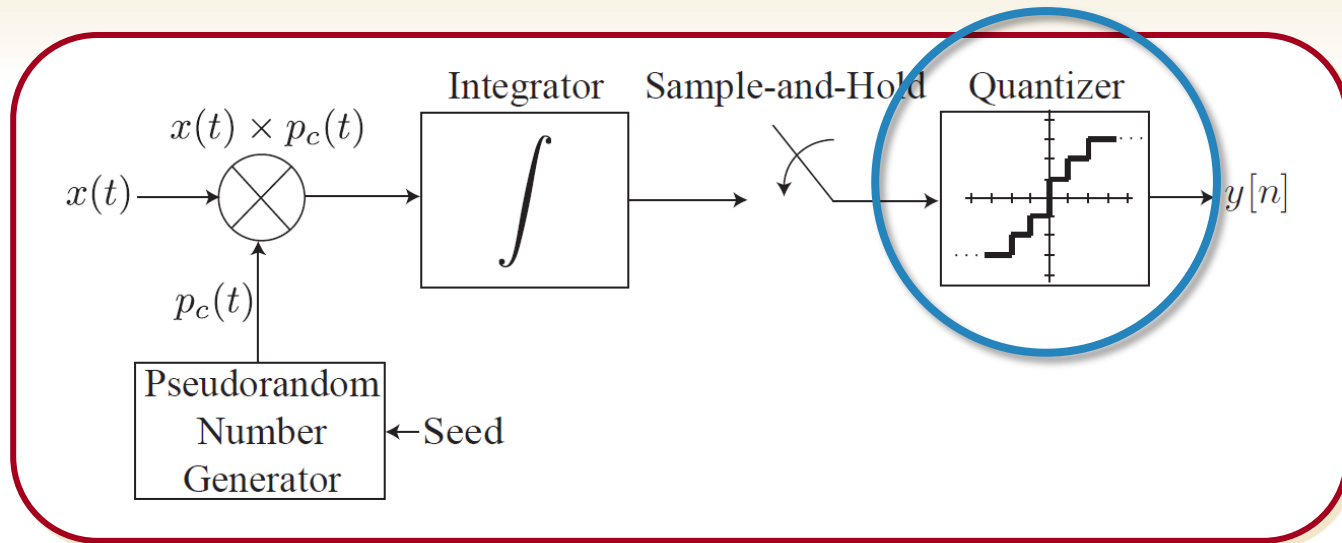 Integrator
Sample-and-Hold
Quantizer
x(t) × p_c(t)
x(t)
y[n]
p_c(t)
Pseudorandom
Number
Generator
Seed